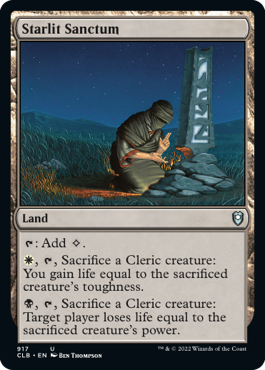 Starlit Sanctum
Land
: Add .
, , Sacrifice a Cleric creature:
You gain life equal to the sacrificed
creature's toughness.
, , Sacrifice a Cleric creature:
Target player loses life equal to the
sacrificed creature's power.
917 U
CLB • EN BEN THOMPSON
™ & © 2022 Wizards of the Coast